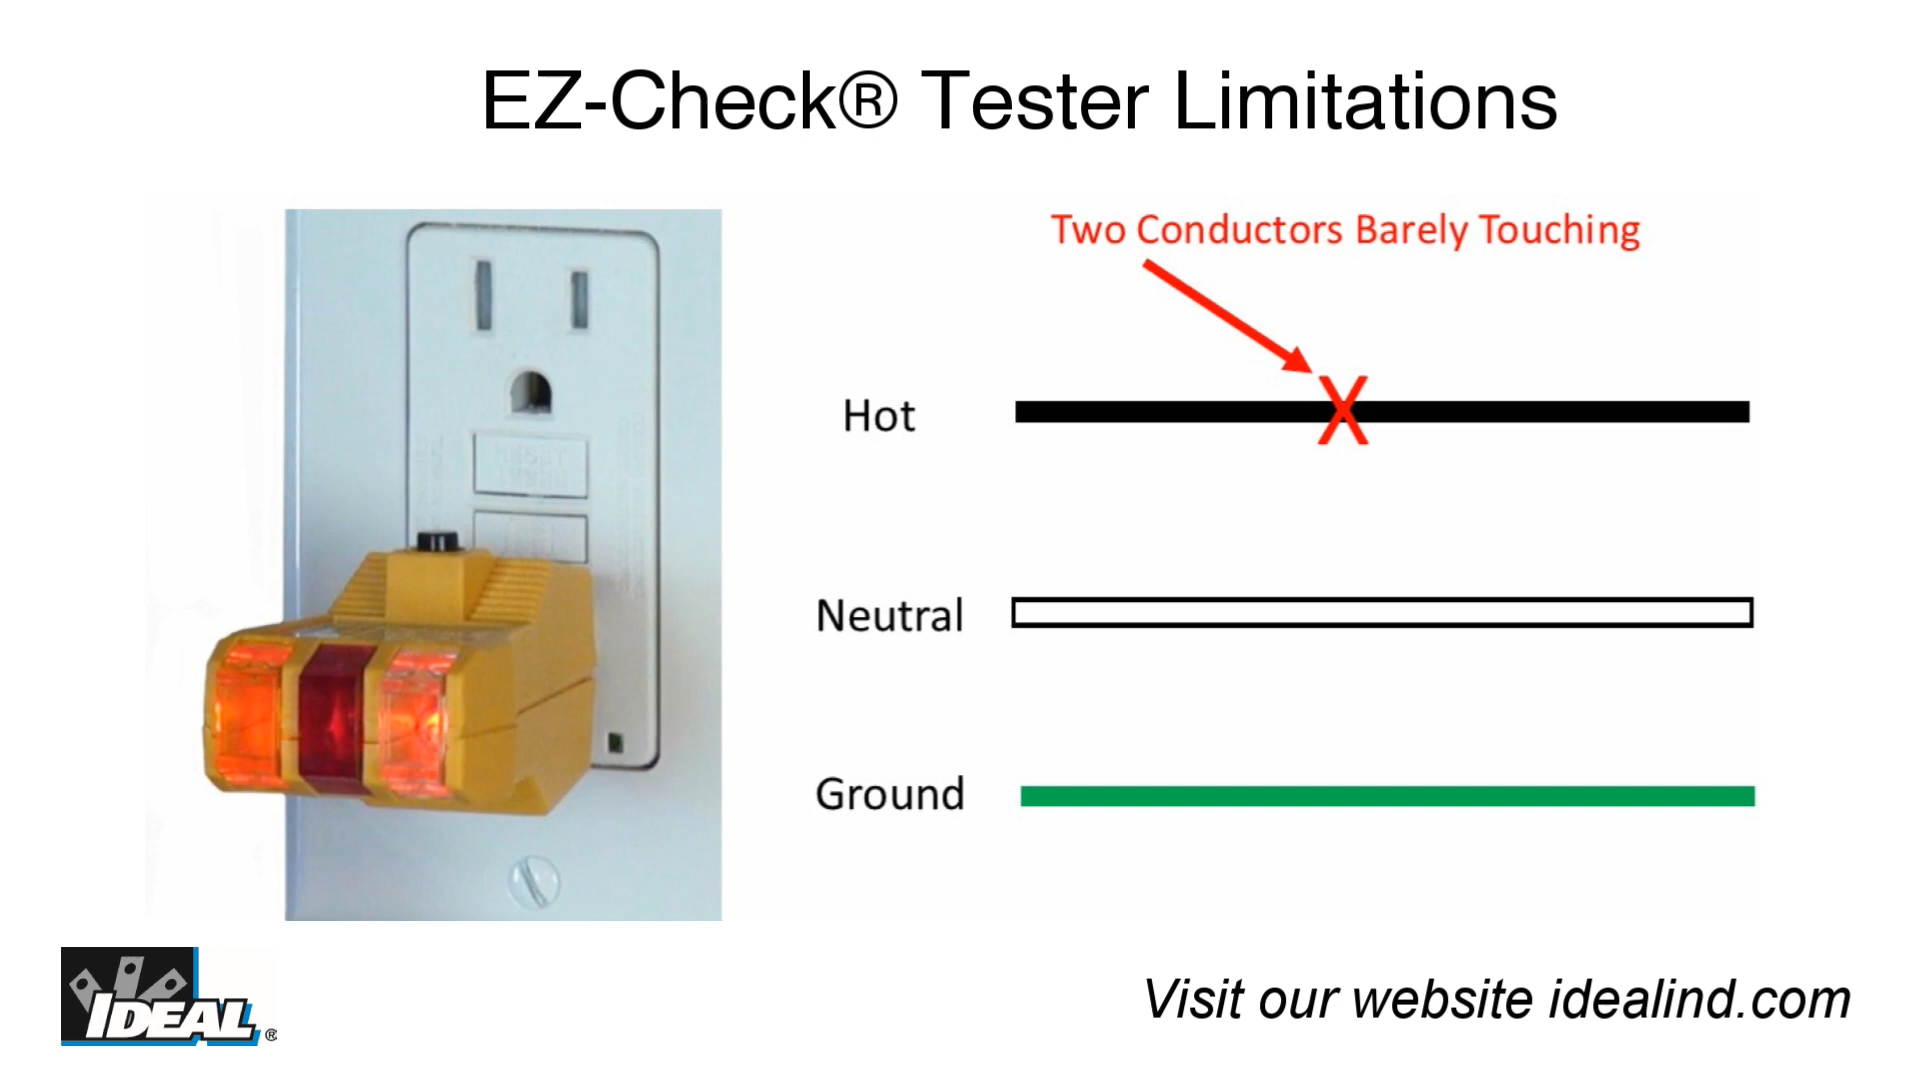 EZ-Check® Tester Limitations
Two Conductors Barely Touching
X
Hot
Neutral
Ground
IDEAL®
Visit our website idealind.com